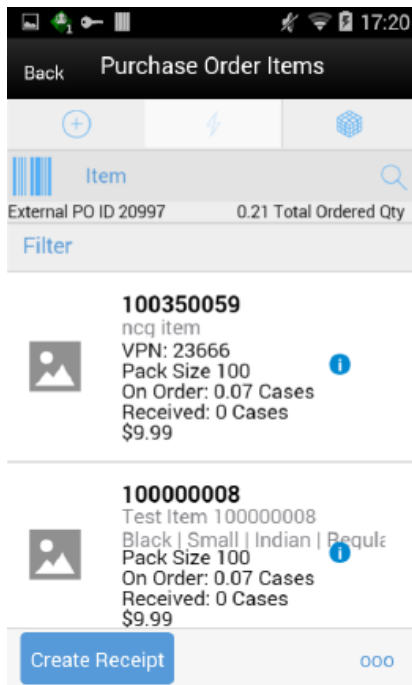 17:20
Back Purchase Order Items
Item
External PO ID 20997 0.21 Total Ordered Qty
Filter
100350059
ncq item
VPN: 23666
Pack Size 100
On Order: 0.07 Cases
Received: 0 Cases
$9.99
100000008
Test Item 100000008
Black | Small | Indian | Regula
Pack Size 100
On Order: 0.07 Cases
Received: 0 Cases
$9.99
Create Receipt